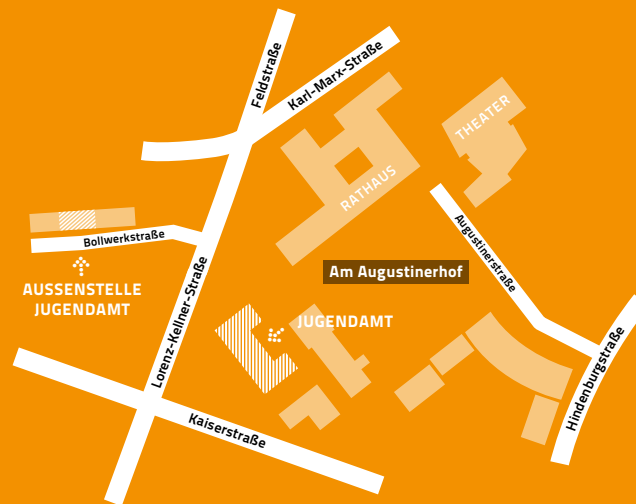 Feldstraße
Karl-Marx-Straße
THEATER
RATHAUS
Augustinerstraße
Bollwerkstraße
AUSSENSTELLE
JUGENDAMT
Am Augustinerhof
Lorenz-Kellner-Straße
JUGENDAMT
Hindenburgstraße
Kaiserstraße